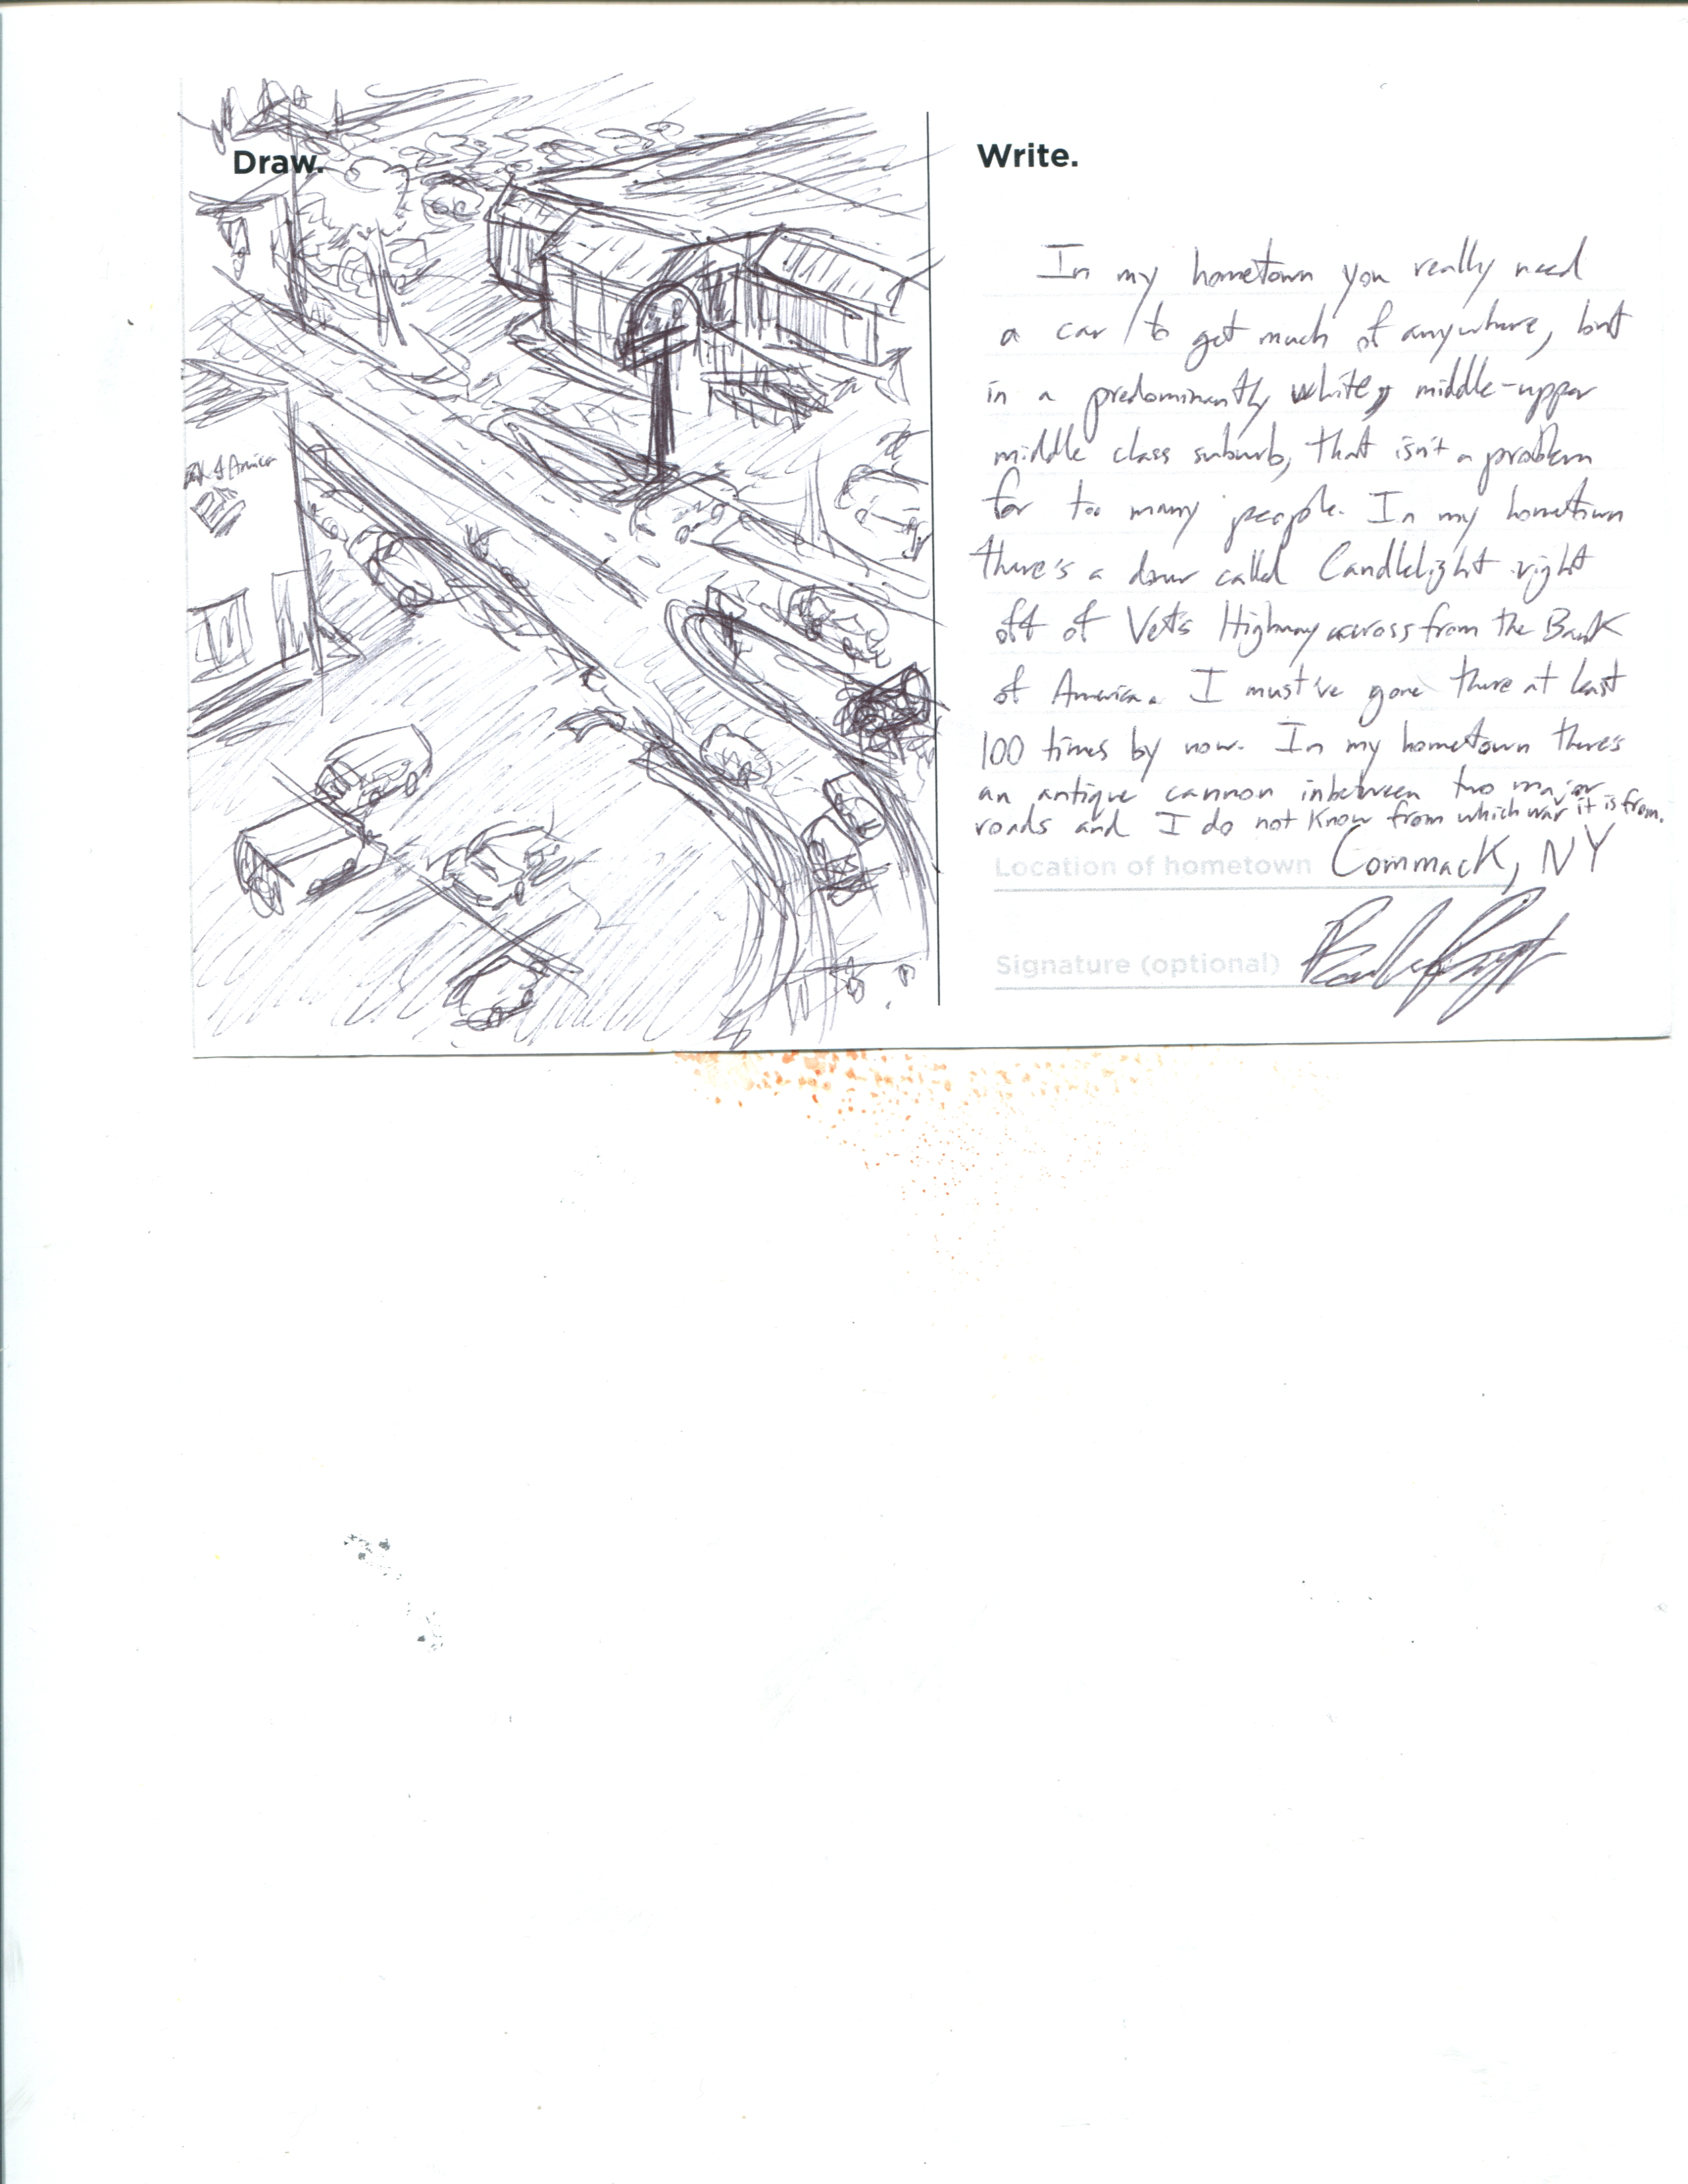 Draw.
Bank of America
Write.
In my hometown you really need
a car to get much of anywhere, but
in a predominantly white, middle-upper
middle class suburb, that isn't a problem
for too many people. In my hometown
there's a diner called Candlelight right
off of Vet's Highway across from the Bank
of America. I must've gone there at least
100 times by now. In my hometown there's
an antique cannon inbetween two major
roads and I do not know from which war it is from.
Location of hometown Commack, NY
Signature (optional)